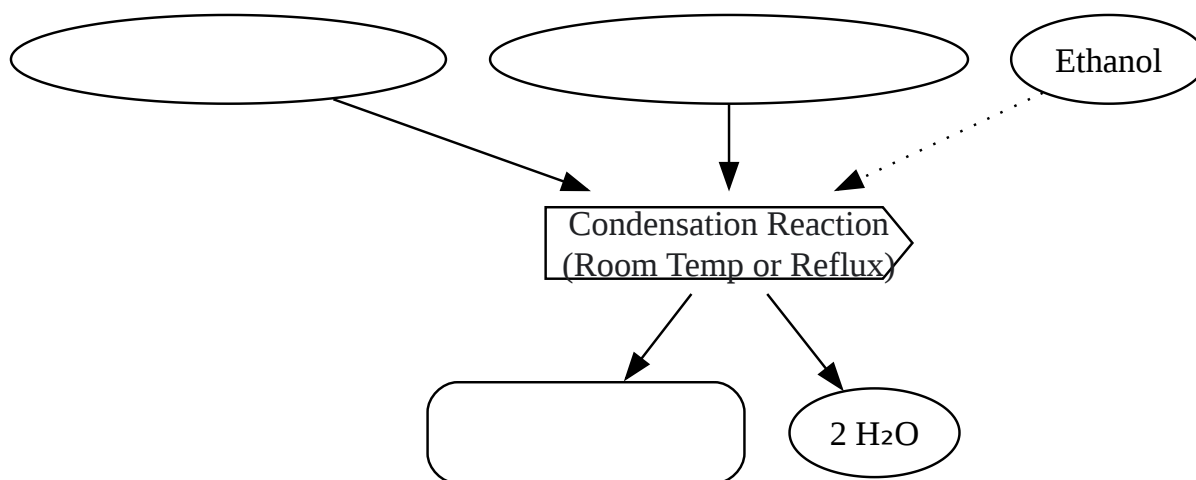 Ethanol
Condensation Reaction
(Room Temp or Reflux)
2 H₂O